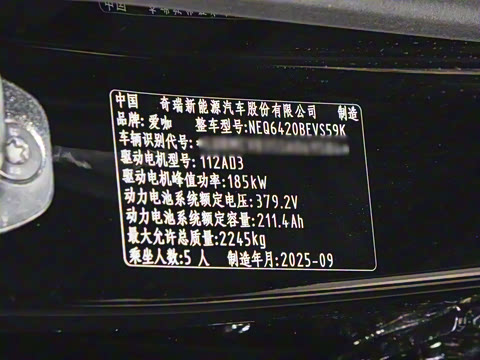 中国 奇瑞新能源汽车股份有限公司 制造
品牌: 爱咖 整车型号:NEQ6420BEVS59K
车辆识别代号:
驱动电机型号: 112AD3
驱动电机峰值功率:185kW
动力电池系统额定电压:379.2V
动力电池系统额定容量:211.4Ah
最大允许总质量:2245kg
乘坐人数:5 人 制造年月:2025-09